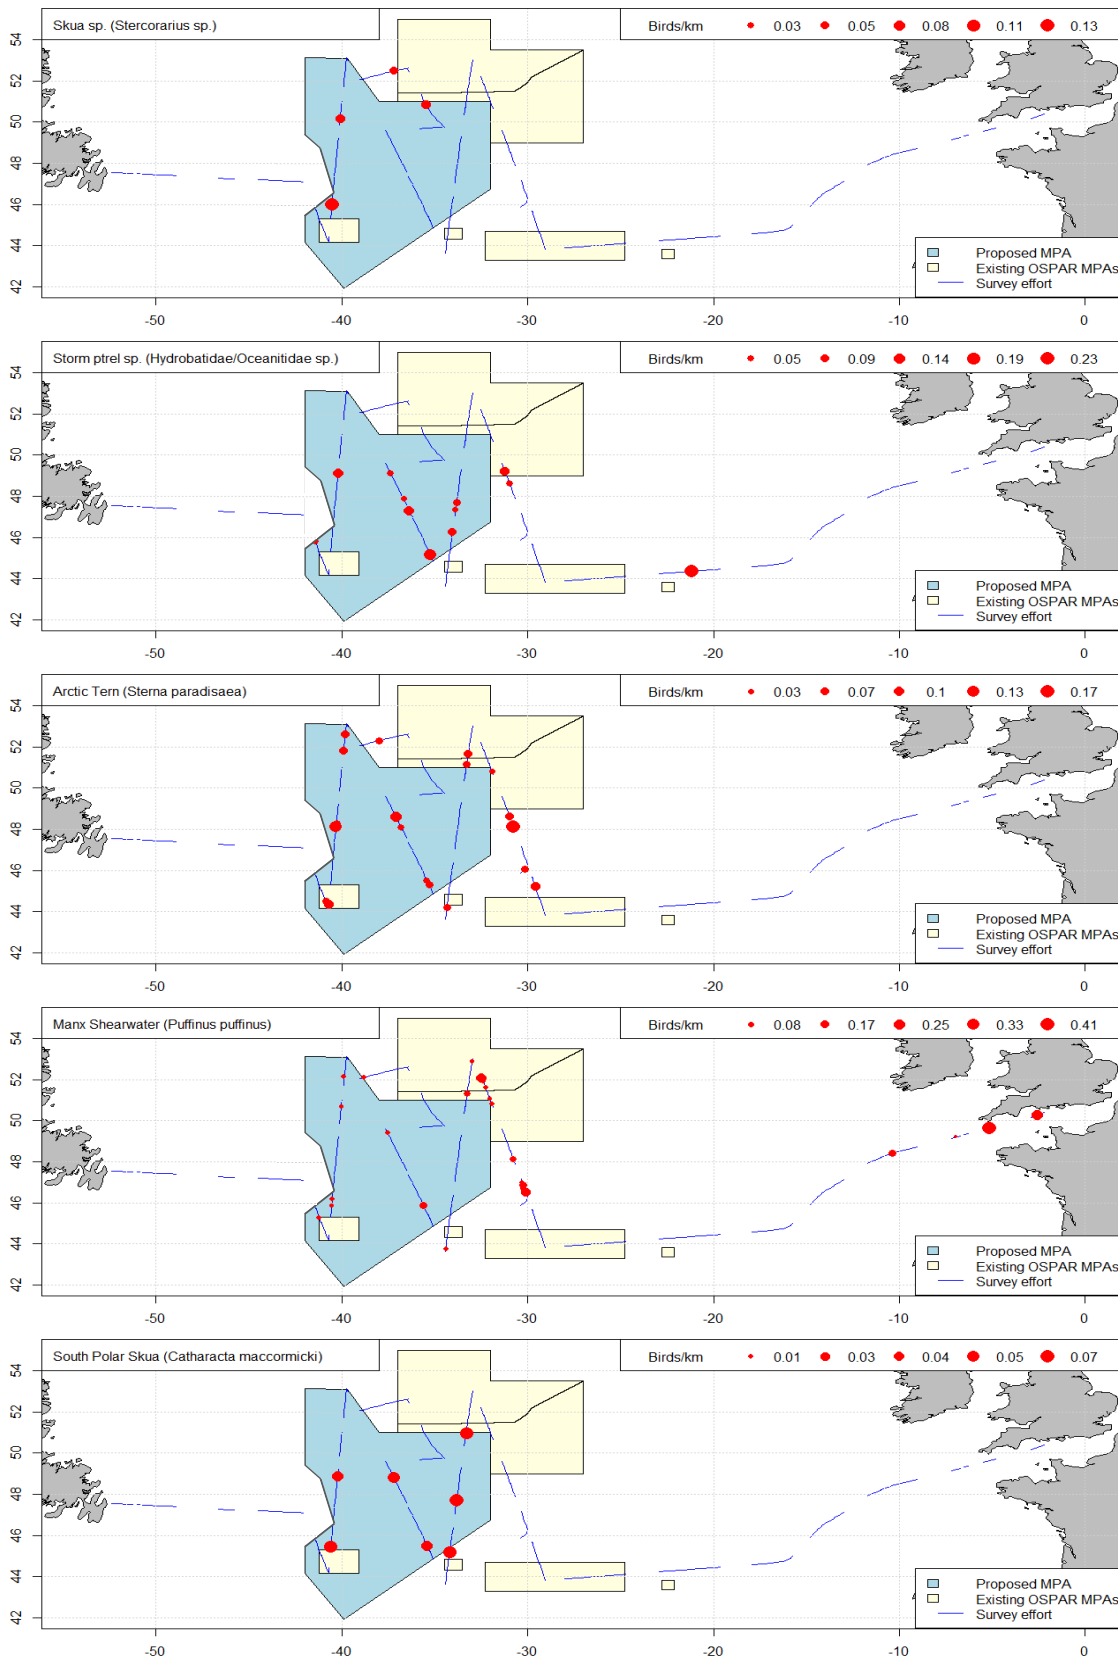 Skua sp. (Stercorarius sp.)
Birds/km 0.03 0.05 0.08 0.11 0.13
54
52
50
48
46
44
42
Proposed MPA
Existing OSPAR MPAs
Survey effort
-50 -40 -30 -20 -10 0
Storm ptrel sp. (Hydrobatidae/Oceanitidae sp.)
Birds/km 0.05 0.09 0.14 0.19 0.23
54
52
50
48
46
44
42
Proposed MPA
Existing OSPAR MPAs
Survey effort
-50 -40 -30 -20 -10 0
Arctic Tern (Sterna paradisaea)
Birds/km 0.03 0.07 0.1 0.13 0.17
54
52
50
48
46
44
42
Proposed MPA
Existing OSPAR MPAs
Survey effort
-50 -40 -30 -20 -10 0
Manx Shearwater (Puffinus puffinus)
Birds/km 0.08 0.17 0.25 0.33 0.41
54
52
50
48
46
44
42
Proposed MPA
Existing OSPAR MPAs
Survey effort
-50 -40 -30 -20 -10 0
South Polar Skua (Catharacta maccormicki)
Birds/km 0.01 0.03 0.04 0.05 0.07
54
52
50
48
46
44
42
Proposed MPA
Existing OSPAR MPAs
Survey effort
-50 -40 -30 -20 -10 0